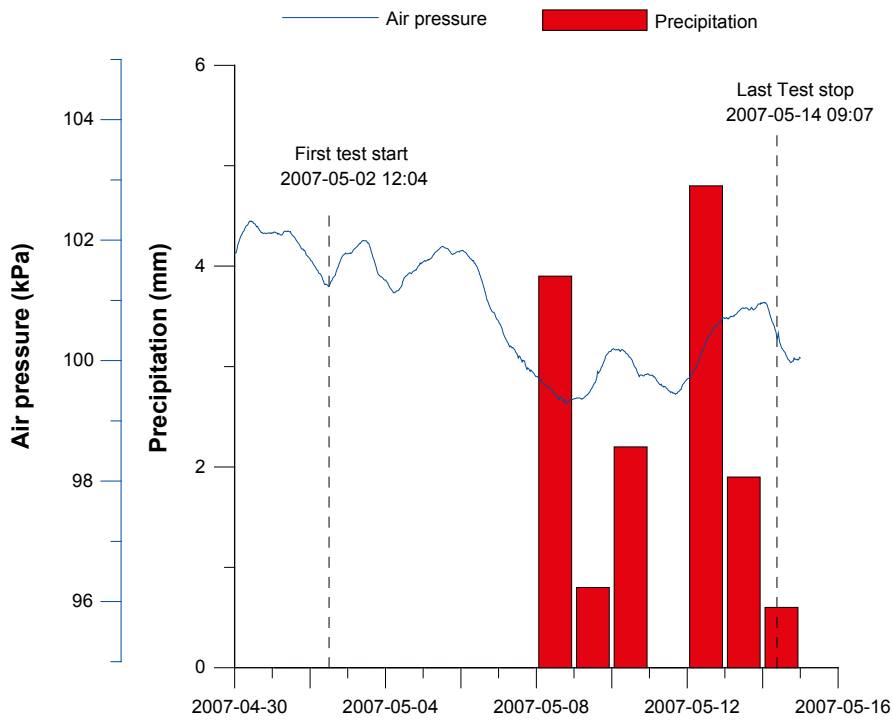 Air pressure
Precipitation
Air pressure (kPa)
104
102
100
98
96
Precipitation (mm)
6
4
2
0
First test start
2007-05-02 12:04
Last Test stop
2007-05-14 09:07
2007-04-30
2007-05-04
2007-05-08
2007-05-12
2007-05-16